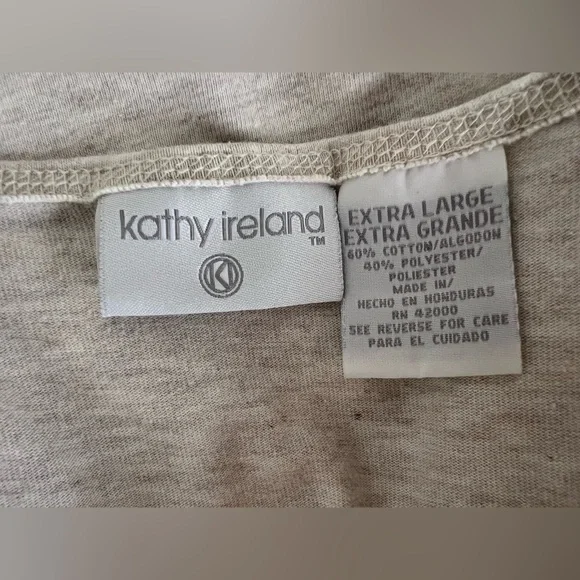 kathy ireland
TM
KI
EXTRA LARGE
EXTRA GRANDE
60% COTTON/ALGODON
40% POLYESTER/
POLIESTER
MADE IN/
HECHO EN HONDURAS
RN 42000
SEE REVERSE FOR CARE
PARA EL CUIDADO